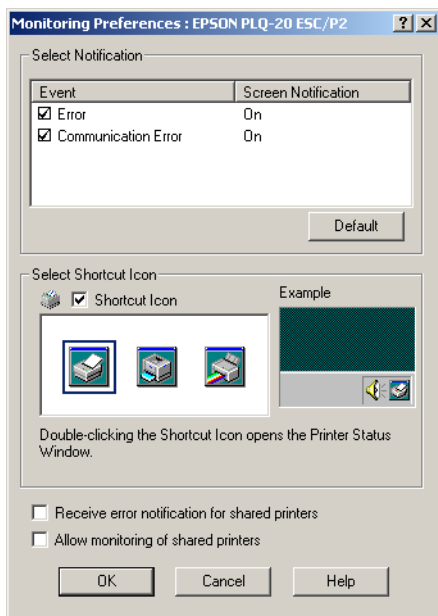 Monitoring Preferences : EPSON PLQ-20 ESC/P2
Select Notification
Event Screen Notification
Error On
Communication Error On
Default
Select Shortcut Icon
Shortcut Icon
Example
Double-clicking the Shortcut Icon opens the Printer Status
Window.
Receive error notification for shared printers
Allow monitoring of shared printers
OK Cancel Help